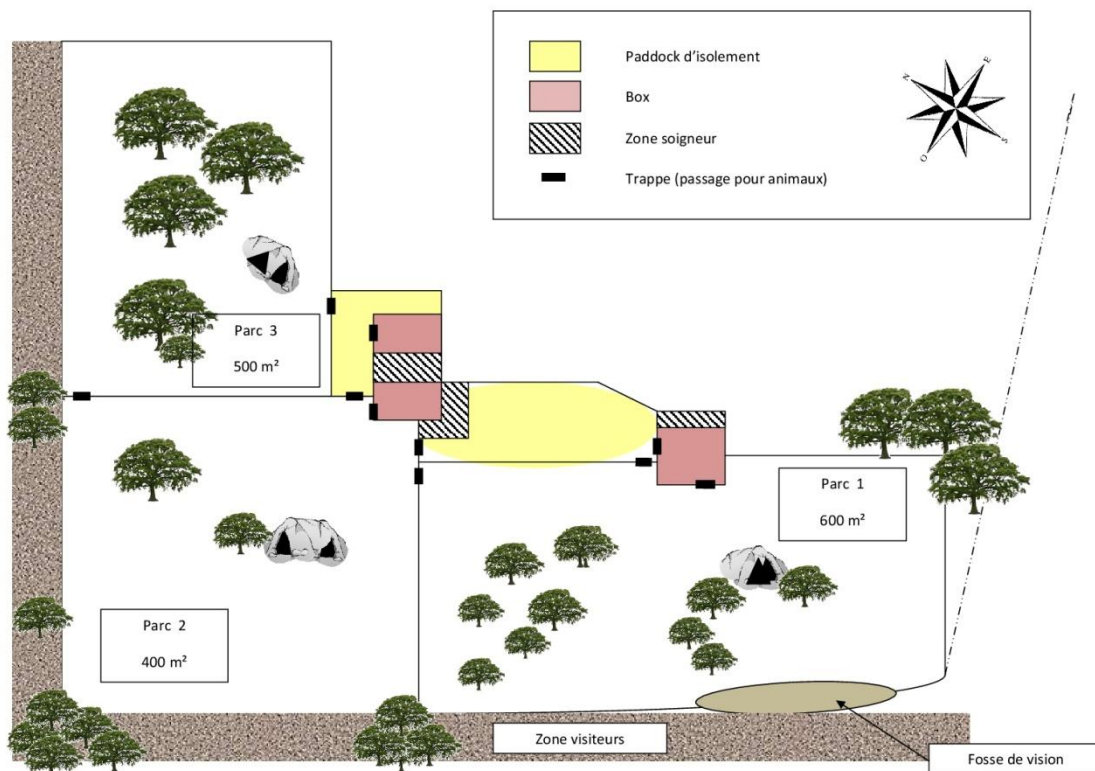 Paddock d'isolement
Box
Zone soigneur
Trappe (passage pour animaux)
N
E
O
S
Parc 3
500 m²
Parc 1
600 m²
Parc 2
400 m²
Zone visiteurs
Fosse de vision